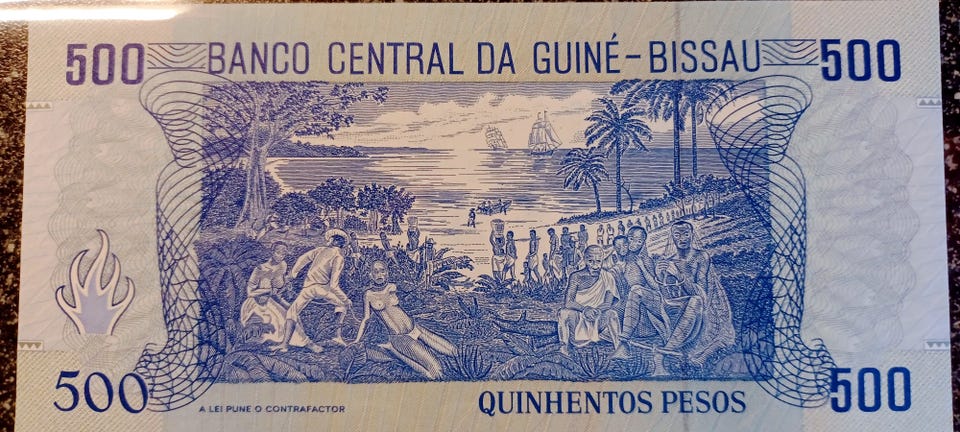 500 BANCO CENTRAL DA GUINÉ-BISSAU 500
500 A LEI PUNE O CONTRAFACTOR QUINHENTOS PESOS 500